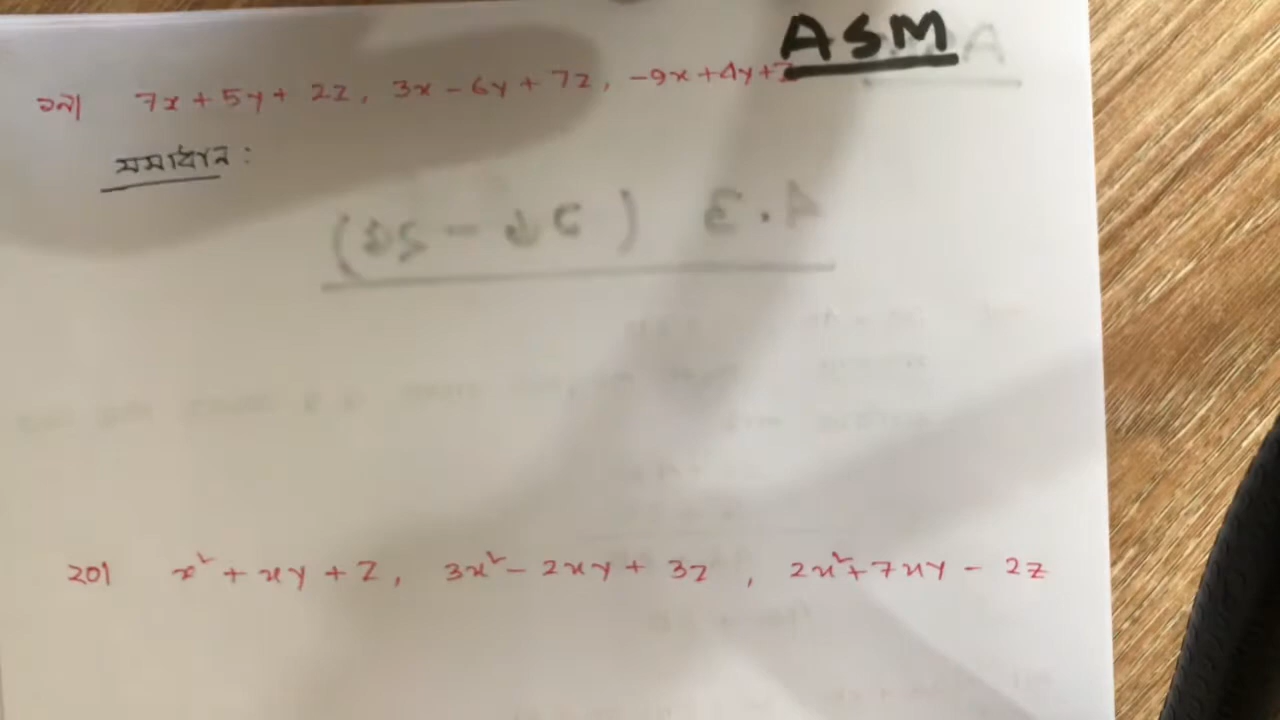 ASM
১৯। 7x + 5y + 2z, 3x - 6y + 7z, -9x + 4y +
সমাধান :
২০। x² + xy + z, 3x² - 2xy + 3z, 2x² + 7xy - 2z